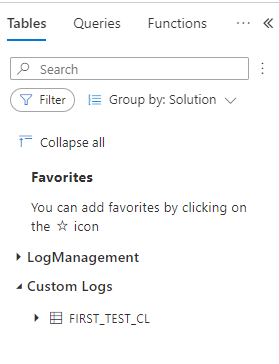 Tables Queries Functions ... «
Search
Filter Group by: Solution
Collapse all
Favorites
You can add favorites by clicking on
the ☆ icon
LogManagement
Custom Logs
FIRST_TEST_CL